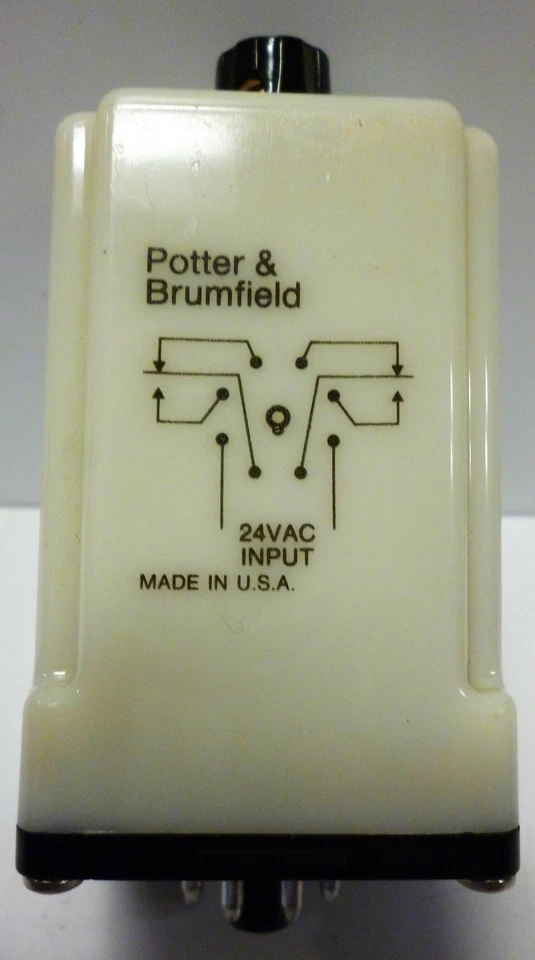 Potter &
Brumfield
24VAC
INPUT
MADE IN U.S.A.